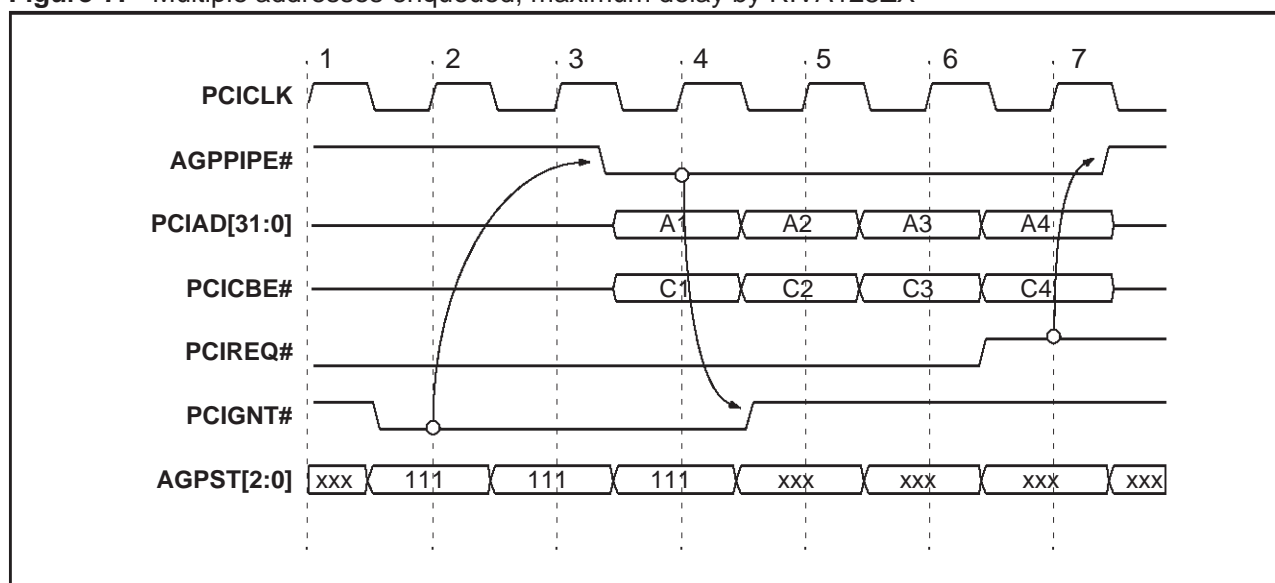 Multiple addresses enqueued, maximum delay by RIVA128ZX
1 2 3 4 5 6 7
PCICLK
AGPPIPE#
PCIAD[31:0] A1 A2 A3 A4
PCICBE# C1 C2 C3 C4
PCIREQ#
PCIGNT#
AGPST[2:0] xxx 111 111 111 xxx xxx xxx xxx